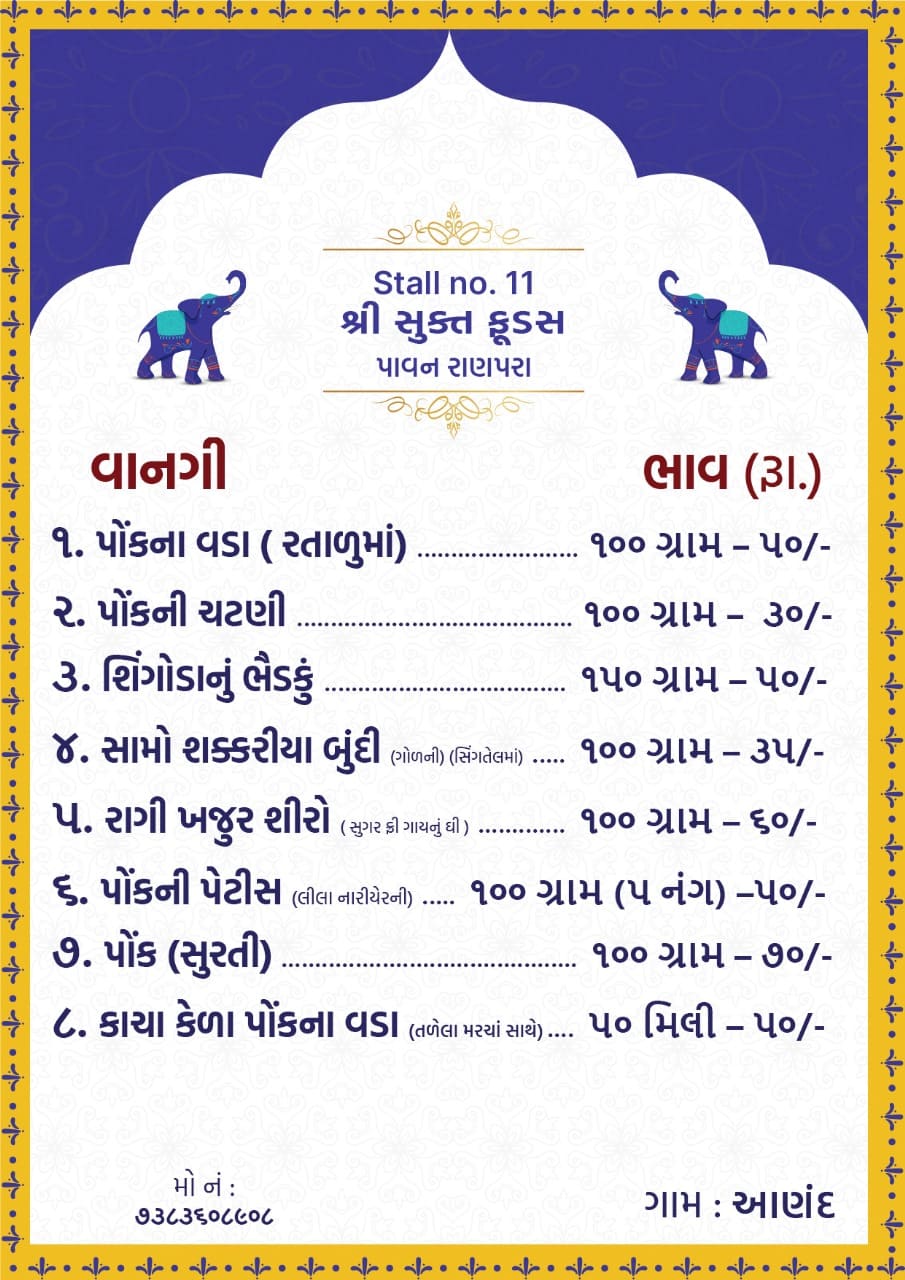 Stall no. 11
શ્રી સુક્ત ફૂડસ
પાવન રાણપરા
વાનગી ભાવ (રૂા.)
૧. પોંકના વડા ( રતાળુમાં) ........................ ૧૦૦ ગ્રામ – ૫૦/-
૨. પોંકની ચટણી ......................................... ૧૦૦ ગ્રામ – ૩૦/-
૩. શિંગોડાનું ભૈડકું .................................... ૧૫૦ ગ્રામ – ૫૦/-
૪. સામો શક્કરીયા બુંદી (ગોળની) (સિંગતેલમાં) ..... ૧૦૦ ગ્રામ – ૩૫/-
૫. રાગી ખજુર શીરો ( સુગર ફ્રી ગાયનું ઘી ) ............. ૧૦૦ ગ્રામ – ૬૦/-
૬. પોંકની પેટીસ (લીલા નારીયેરની) ..... ૧૦૦ ગ્રામ (૫ નંગ) –૫૦/-
૭. પોંક (સુરતી) ............................................ ૧૦૦ ગ્રામ – ૭૦/-
૮. કાચા કેળા પોંકના વડા (તળેલા મરચાં સાથે) .... ૫૦ મિલી – ૫૦/-
મો નં :
૭૩૮૩૬૦૮૯૦૮
ગામ : આણંદ